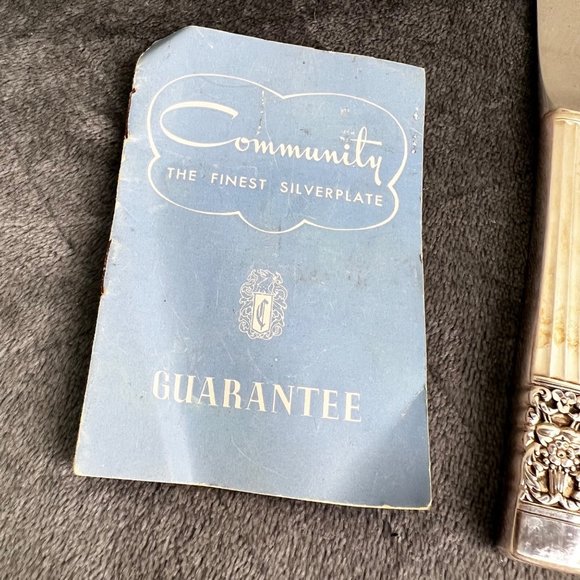 Community
THE FINEST SILVERPLATE
C
GUARANTEE